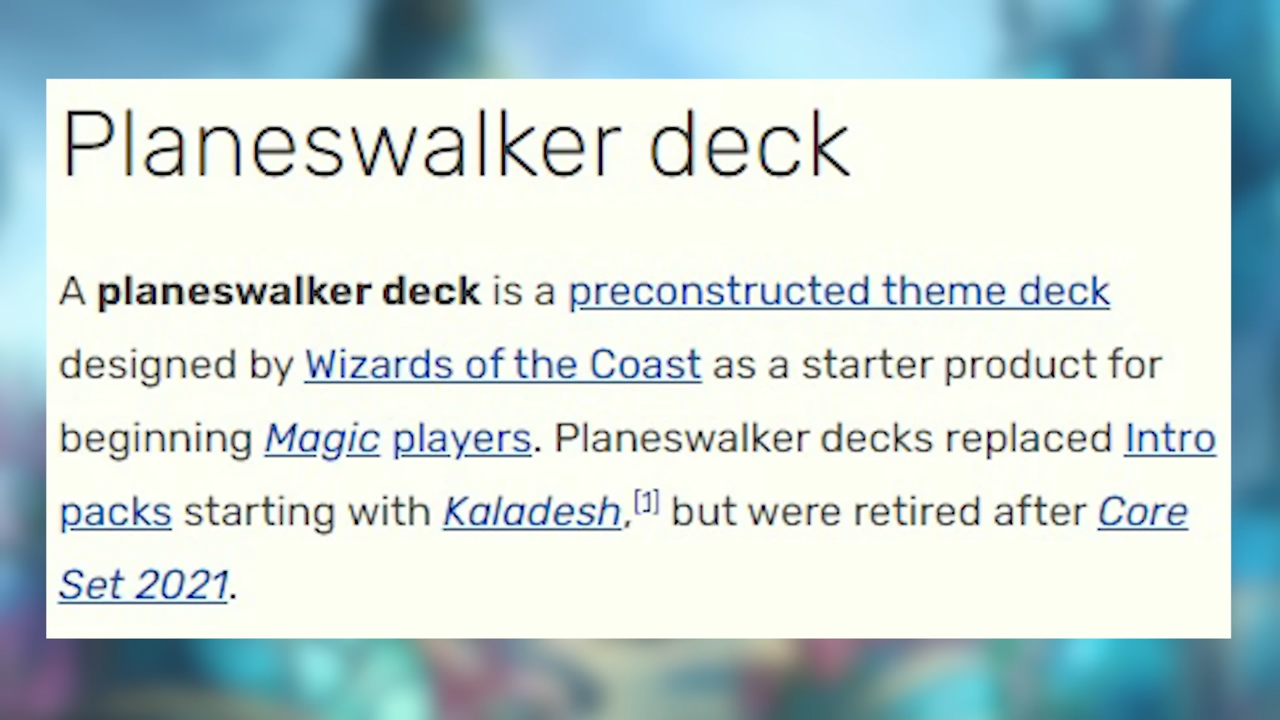 Planeswalker deck
A planeswalker deck is a preconstructed theme deck
designed by Wizards of the Coast as a starter product for
beginning Magic players. Planeswalker decks replaced Intro
packs starting with Kaladesh,[1] but were retired after Core
Set 2021.